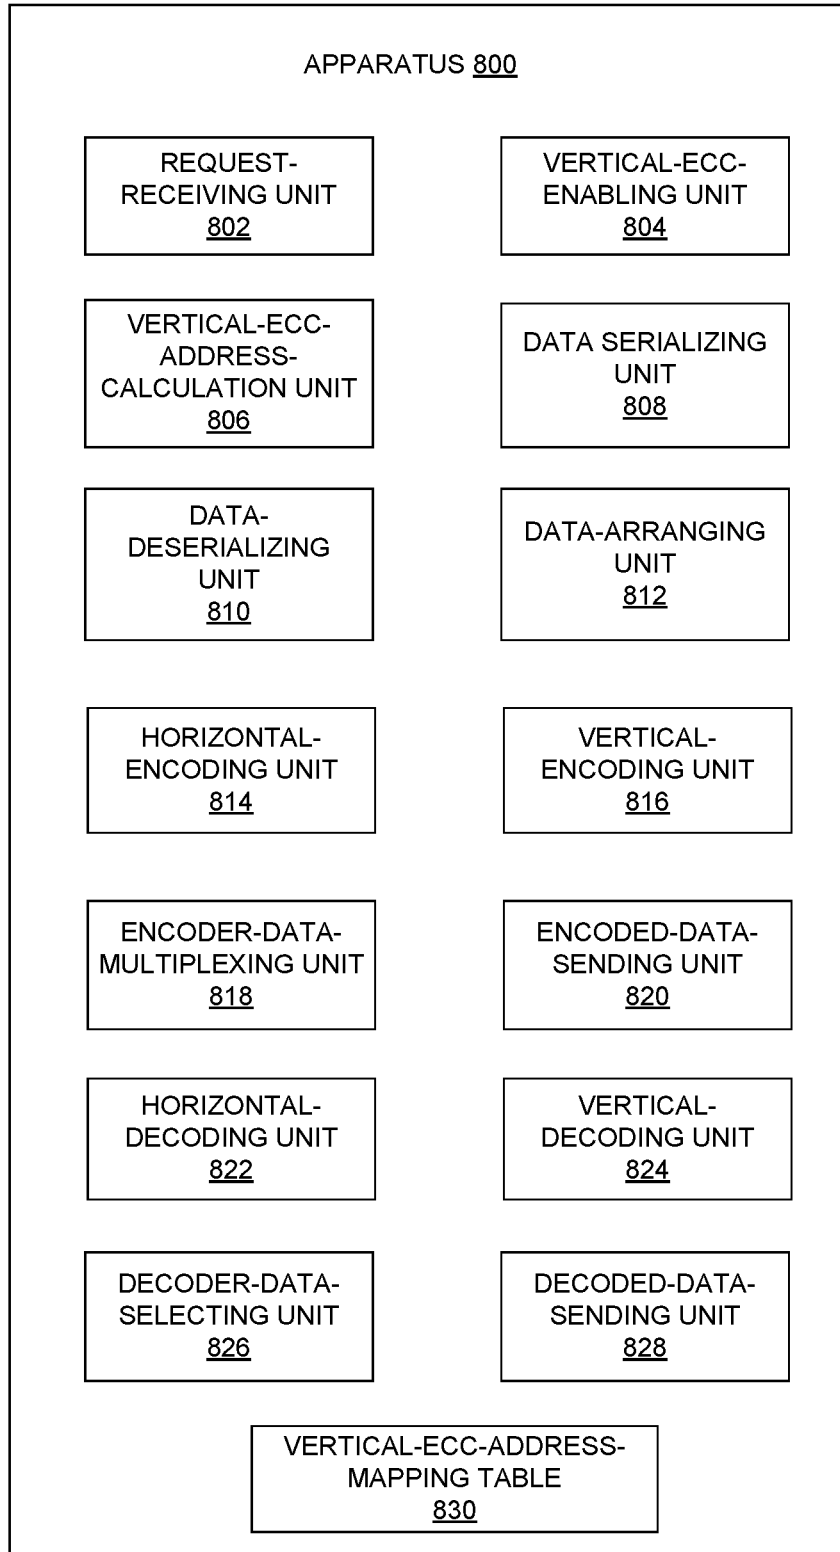 APPARATUS 800
REQUEST-
RECEIVING UNIT
802
VERTICAL-ECC-
ENABLING UNIT
804
VERTICAL-ECC-
ADDRESS-
CALCULATION UNIT
806
DATA SERIALIZING
UNIT
808
DATA-
DESERIALIZING
UNIT
810
DATA-ARRANGING
UNIT
812
HORIZONTAL-
ENCODING UNIT
814
VERTICAL-
ENCODING UNIT
816
ENCODER-DATA-
MULTIPLEXING UNIT
818
ENCODED-DATA-
SENDING UNIT
820
HORIZONTAL-
DECODING UNIT
822
VERTICAL-
DECODING UNIT
824
DECODER-DATA-
SELECTING UNIT
826
DECODED-DATA-
SENDING UNIT
828
VERTICAL-ECC-ADDRESS-
MAPPING TABLE
830